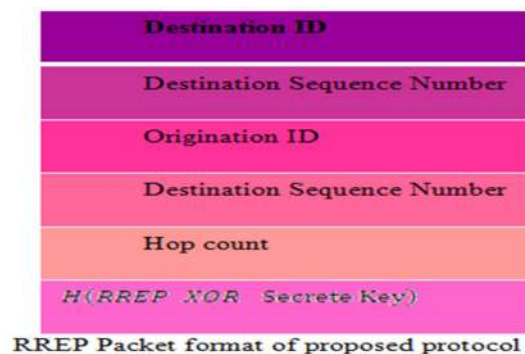 Destination ID
Destination Sequence Number
Origination ID
Destination Sequence Number
Hop count
H(RREP XOR Secrete Key)
RREP Packet format of proposed protocol